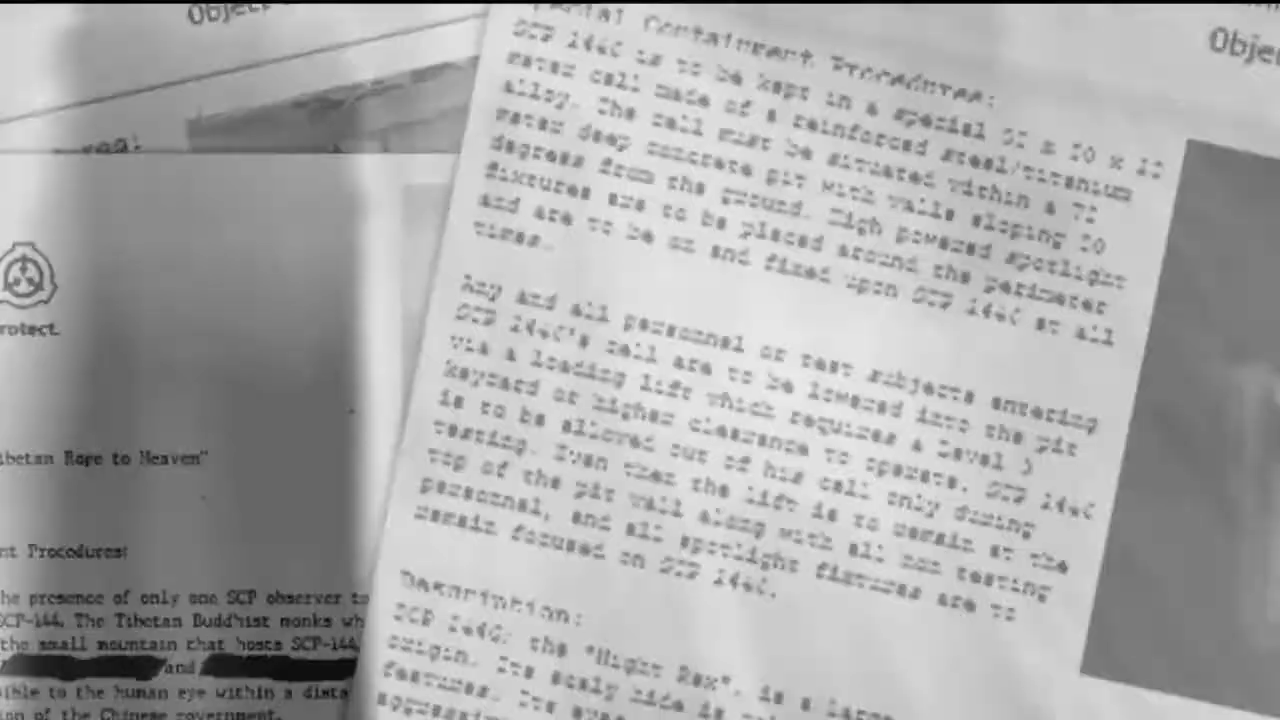 Object
rotect.
ibetan Rope to Heaven"
nt Procedures:
he presence of only one SCP observer to
SCP-144. The Tibetan Buddhist monks wh
the small mountain that hosts SCP-144,
and
ible to the human eye within a dista
ion of the Chinese government.
Containment Procedures:
is to be kept in a special x 20 x
meter cell made of a reinforced steel/titanium
alloy. The cell must be situated within a
meter deep concrete pit with walls sloping 20
degrees from the ground. High powered spotlight
fixtures are to be placed around the perimeter
and are to be on and fixed upon SCP at all
times.
Any and all personnel or test subjects entering
cell are to be lowered into the pit
via a loading lift which requires a Level
keycard or higher clearance to operate. SCP
is to be allowed out of his cell only during
testing. Even then the lift is to remain at the
top of the pit wall along with all non testing
personnel, and all spotlight fixtures are to
remain focused on SCP
Description:
SCP the "Night Rex", is a large
origin. Its scaly hide is
features. Its
Obje